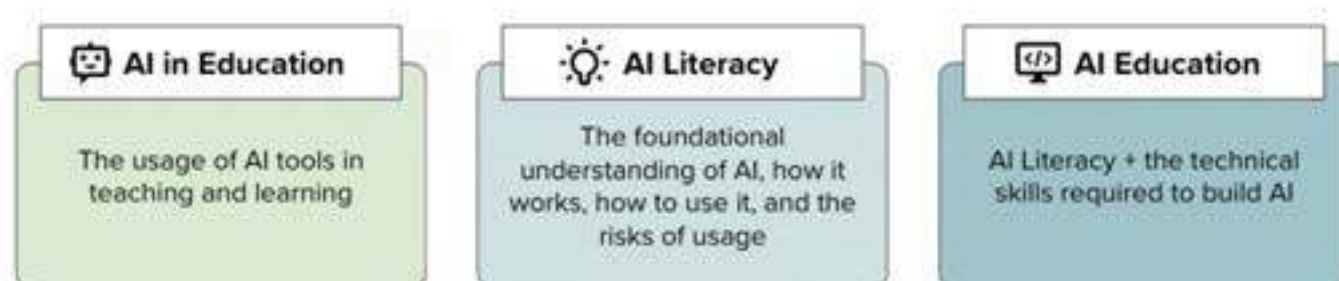 AI in Education
The usage of AI tools in
teaching and learning
AI Literacy
The foundational
understanding of AI, how it
works, how to use it, and the
risks of usage
</> AI Education
AI Literacy + the technical
skills required to build AI